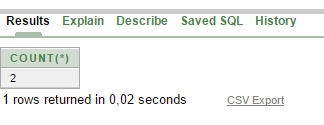 Results Explain Describe Saved SQL History
COUNT(*)
2
1 rows returned in 0,02 seconds CSV Export